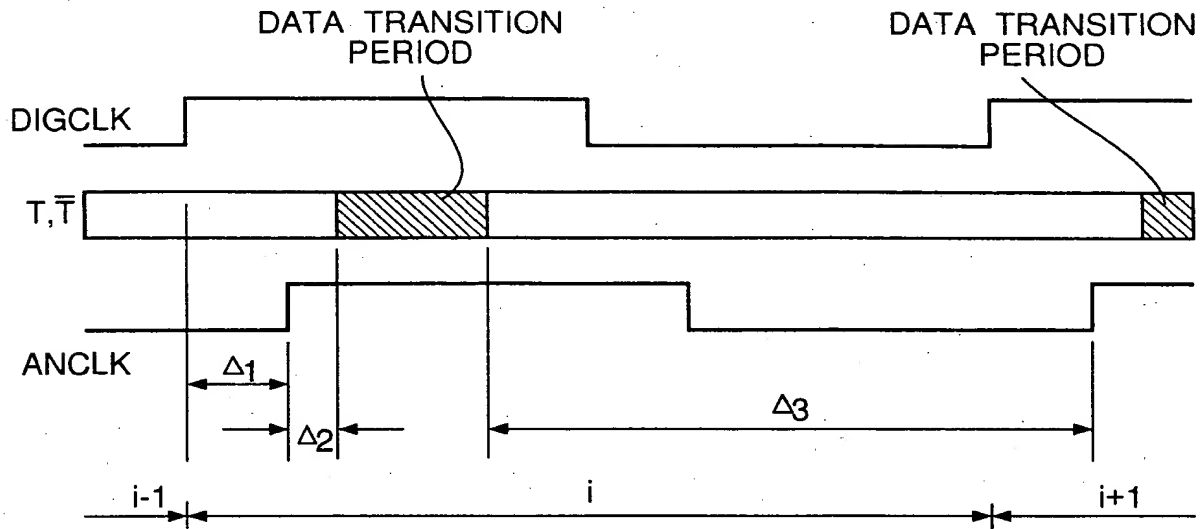 DATA TRANSITION
PERIOD
DATA TRANSITION
PERIOD
DIGCLK
T, T̅
ANCLK
Δ1
Δ2
Δ3
i-1
i
i+1